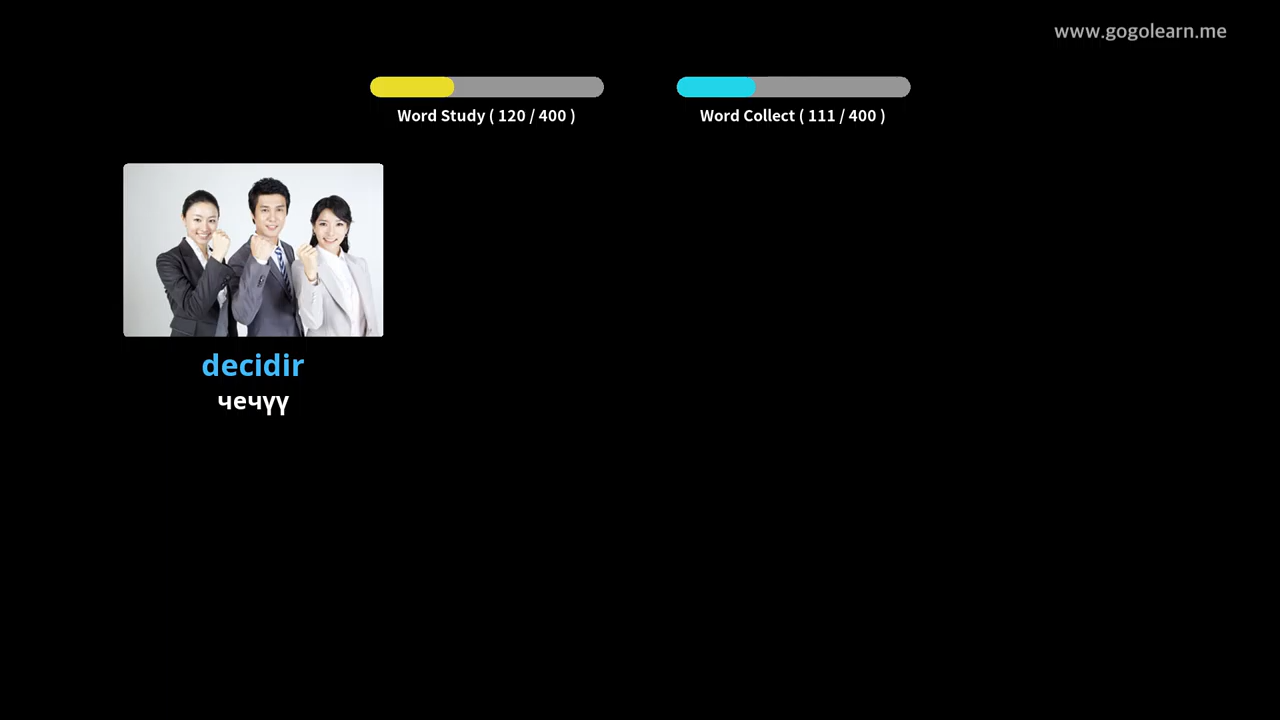 www.gogolearn.me
Word Study ( 120 / 400 )
Word Collect ( 111 / 400 )
decidir
чечүү